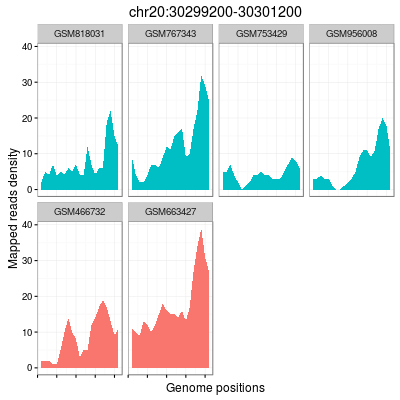 chr20:30299200-30301200
GSM818031 GSM767343 GSM753429 GSM956008
40
30
20
10
0
Mapped reads density
GSM466732 GSM663427
40
30
20
10
0
Genome positions